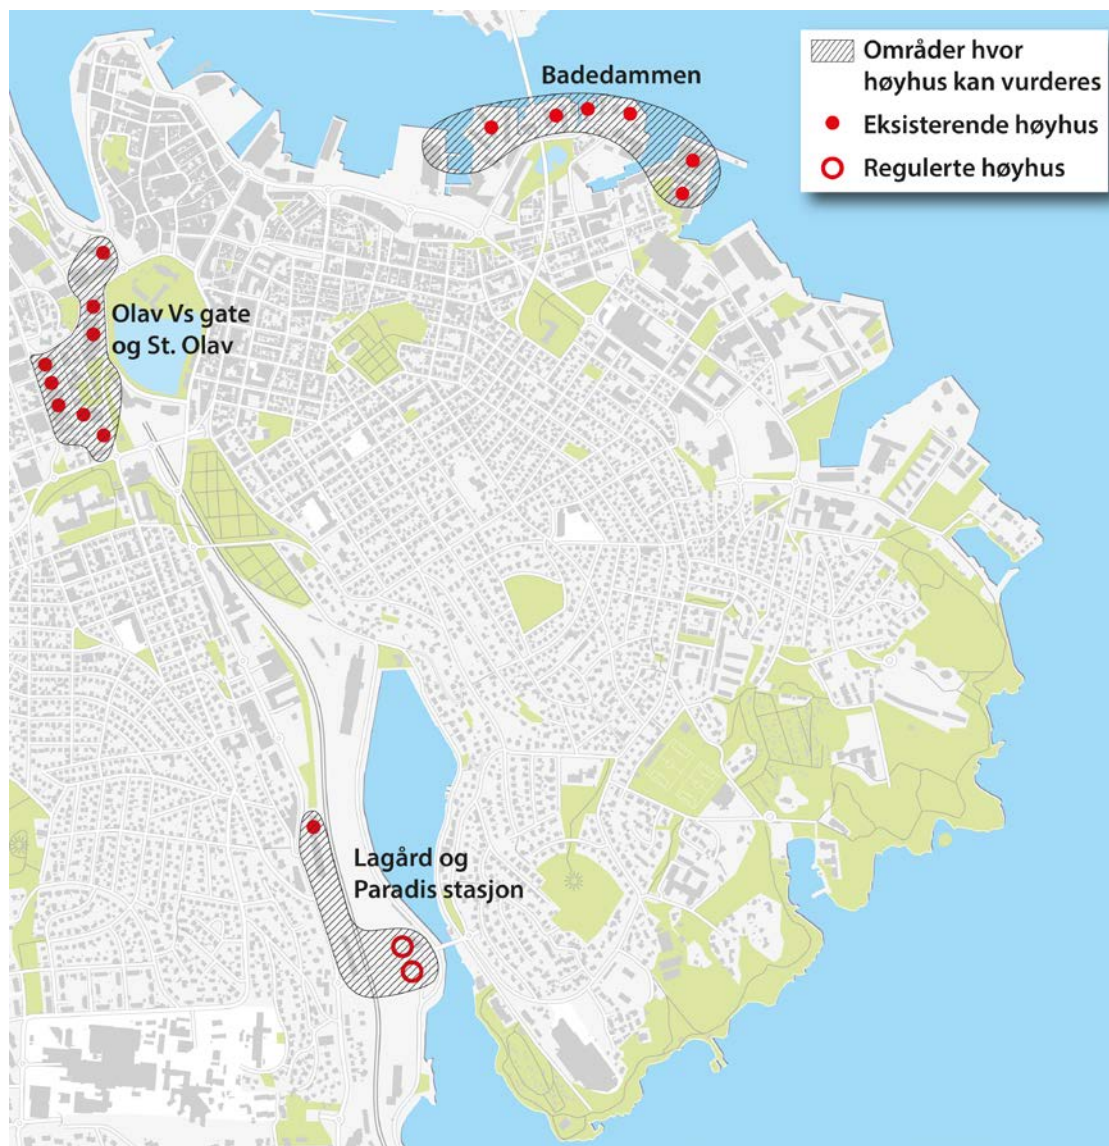 Badedammen
Områder hvor
høyhus kan vurderes
Eksisterende høyhus
Regulerte høyhus
Olav Vs gate
og St. Olav
Lagård og
Paradis stasjon